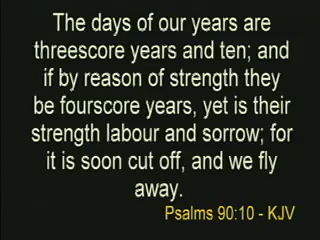 The days of our years are
threescore years and ten; and
if by reason of strength they
be fourscore years, yet is their
strength labour and sorrow; for
it is soon cut off, and we fly
away.
Psalms 90:10 - KJV